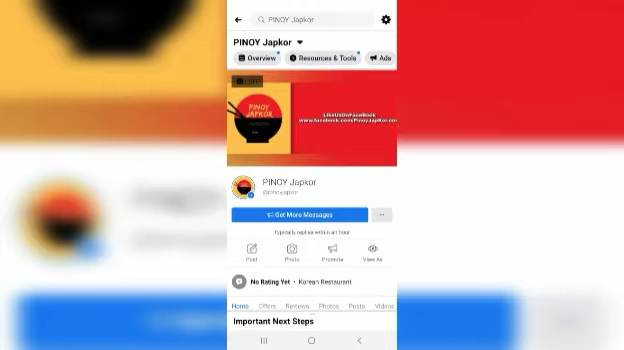 PINOY Japkor
PINOY Japkor
Overview
Resources & Tools
Ads
PINOY
JAPKOR
LikeUsOnFaceBook
www.facebook.com/PinoyJapKor.co
PINOY Japkor
@pinoyjapkor
Get More Messages
Typically replies within an hour
Post
Photo
Promote
View As
No Rating Yet • Korean Restaurant
Home
Offers
Reviews
Photos
Posts
Videos
Important Next Steps